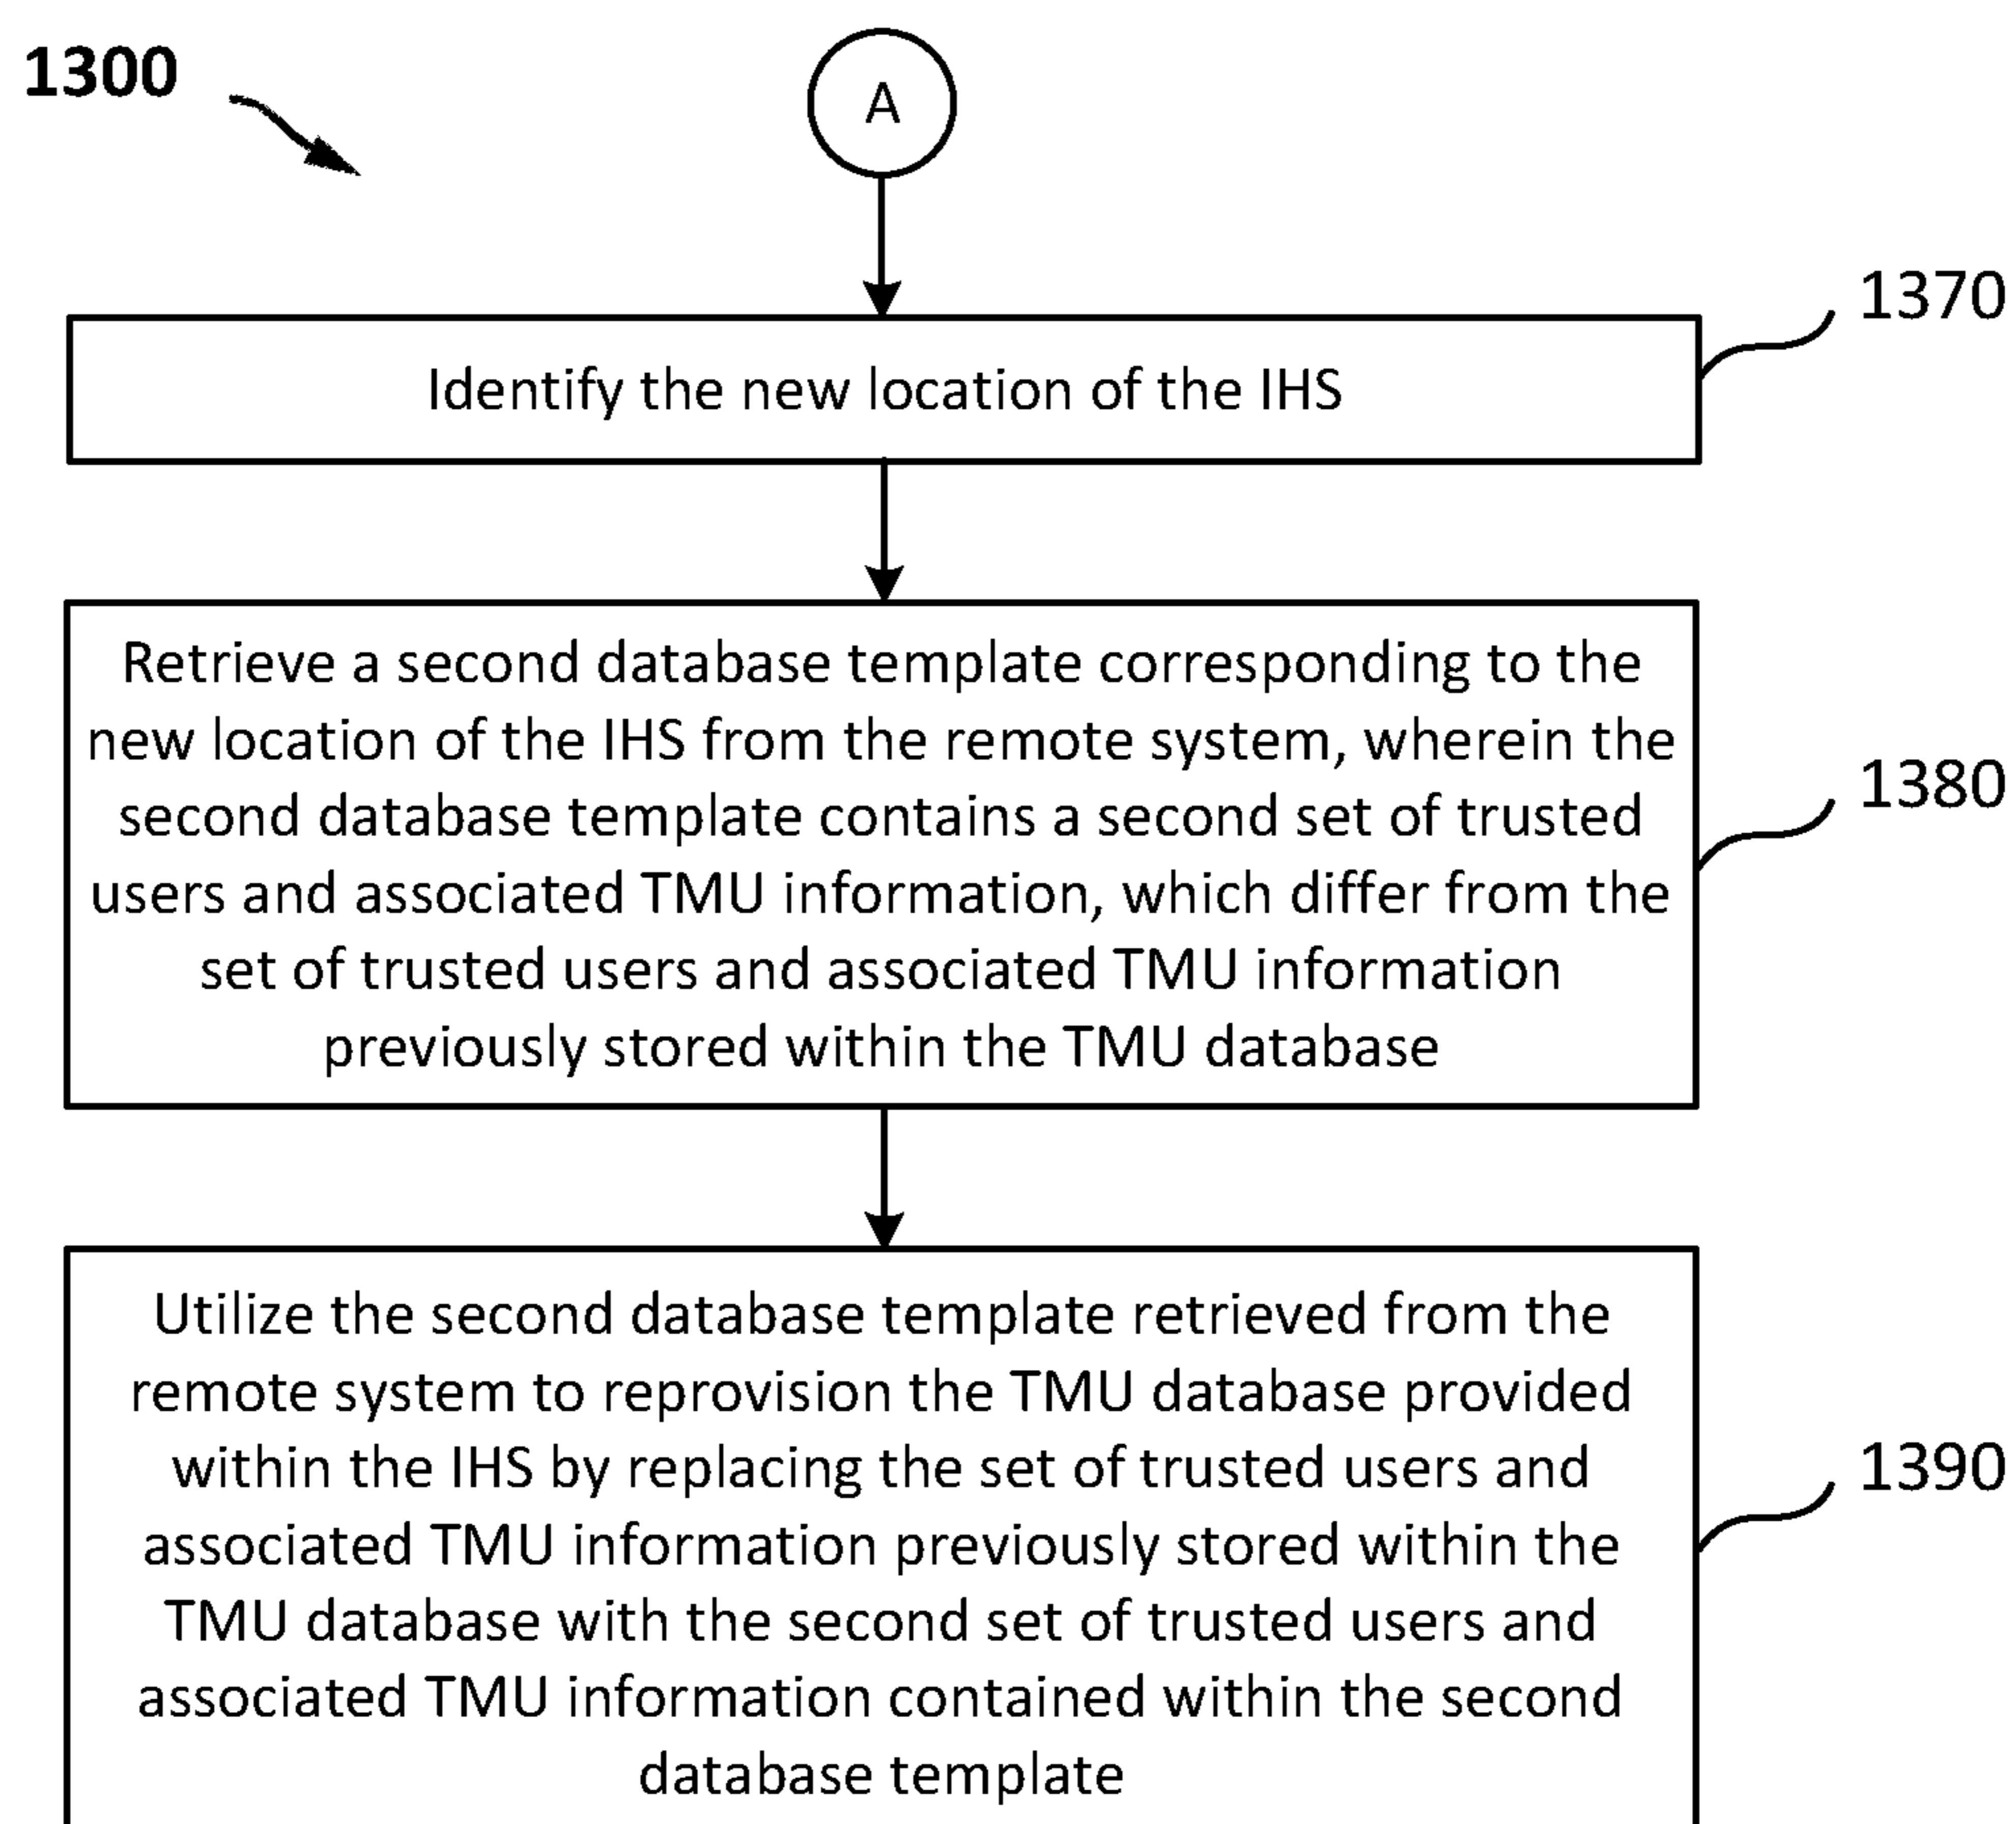 1300
A
1370
Identify the new location of the IHS
Retrieve a second database template corresponding to the
new location of the IHS from the remote system, wherein the
second database template contains a second set of trusted
users and associated TMU information, which differ from the
set of trusted users and associated TMU information
previously stored within the TMU database
1380
Utilize the second database template retrieved from the
remote system to reprovision the TMU database provided
within the IHS by replacing the set of trusted users and
associated TMU information previously stored within the
TMU database with the second set of trusted users and
associated TMU information contained within the second
database template
1390